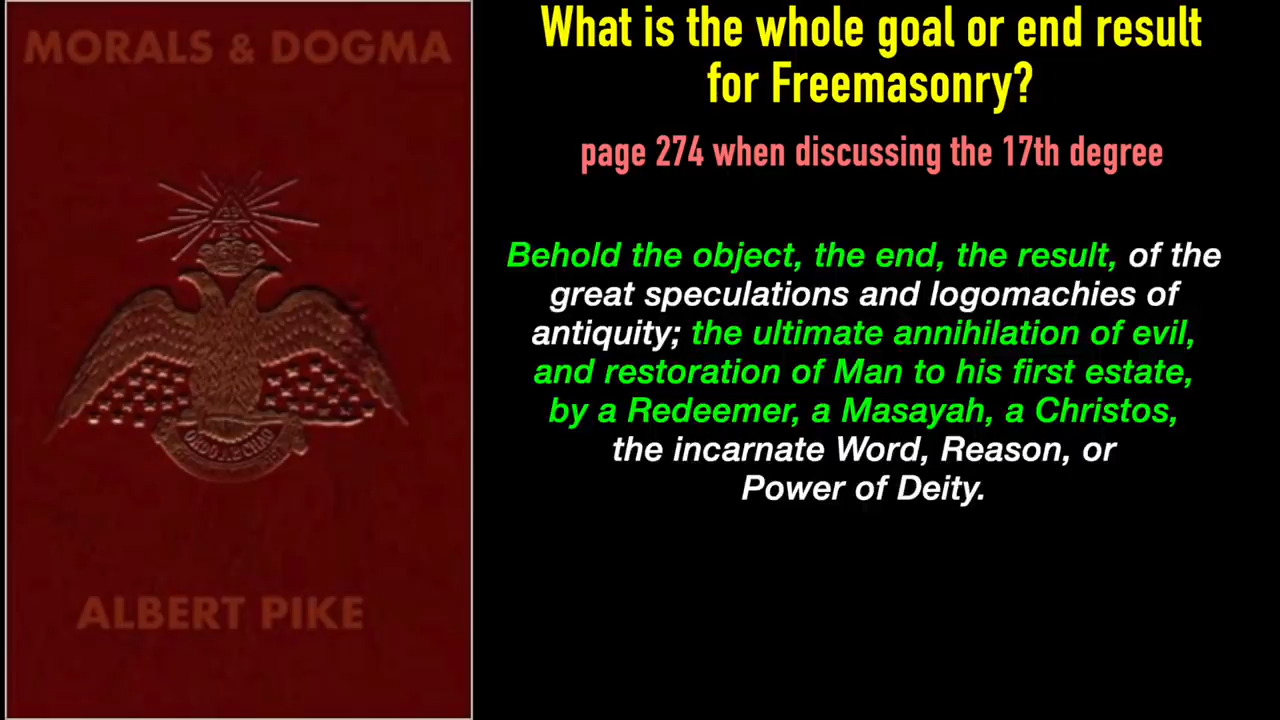 MORALS & DOGMA
ORDO AB CHAO
ALBERT PIKE
What is the whole goal or end result
for Freemasonry?
page 274 when discussing the 17th degree
Behold the object, the end, the result, of the
great speculations and logomachies of
antiquity; the ultimate annihilation of evil,
and restoration of Man to his first estate,
by a Redeemer, a Masayah, a Christos,
the incarnate Word, Reason, or
Power of Deity.